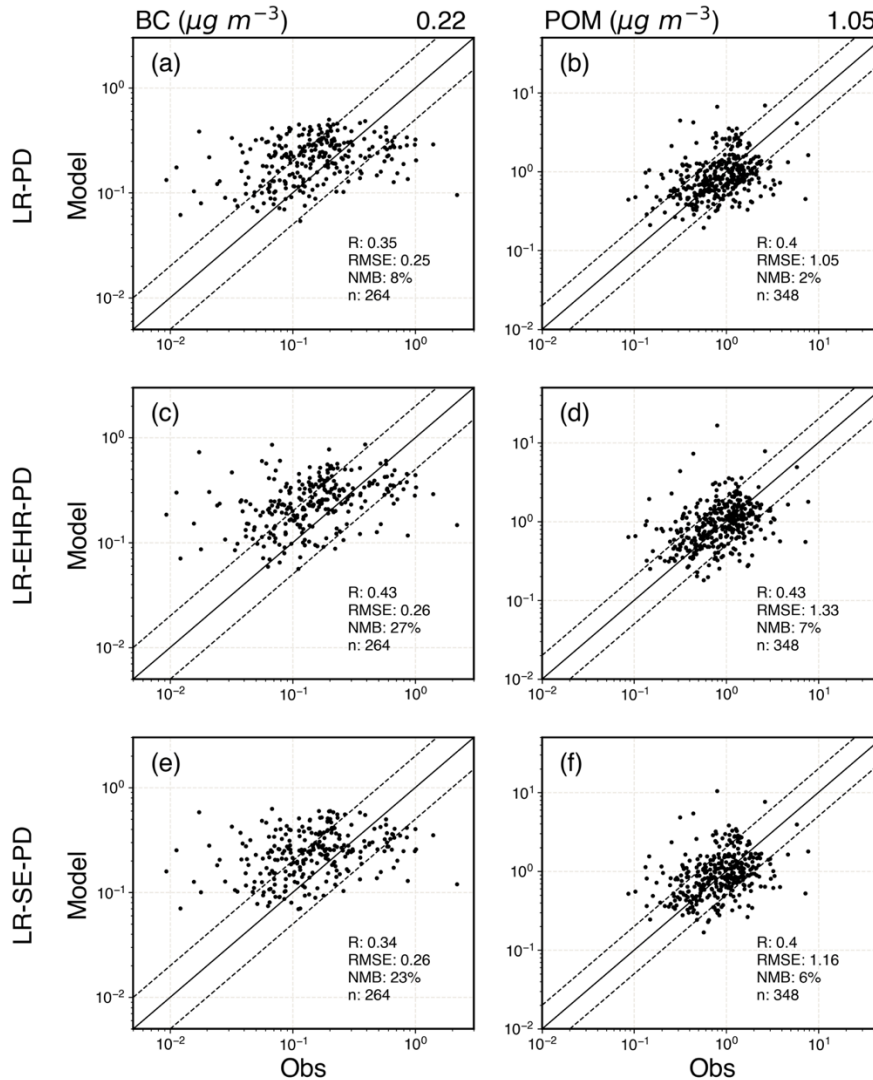 BC (μg m⁻³) 0.22
POM (μg m⁻³) 1.05
LR-PD
Model
(a)
10⁰
10⁻¹
10⁻²
R: 0.35
RMSE: 0.25
NMB: 8%
n: 264
10⁻² 10⁻¹ 10⁰
(b)
10¹
10⁰
10⁻¹
10⁻²
R: 0.4
RMSE: 1.05
NMB: 2%
n: 348
10⁻² 10⁻¹ 10⁰ 10¹
LR-EHR-PD
Model
(c)
10⁰
10⁻¹
10⁻²
R: 0.43
RMSE: 0.26
NMB: 27%
n: 264
10⁻² 10⁻¹ 10⁰
(d)
10¹
10⁰
10⁻¹
10⁻²
R: 0.43
RMSE: 1.33
NMB: 7%
n: 348
10⁻² 10⁻¹ 10⁰ 10¹
LR-SE-PD
Model
(e)
10⁰
10⁻¹
10⁻²
R: 0.34
RMSE: 0.26
NMB: 23%
n: 264
10⁻² 10⁻¹ 10⁰
Obs
(f)
10¹
10⁰
10⁻¹
10⁻²
R: 0.4
RMSE: 1.16
NMB: 6%
n: 348
10⁻² 10⁻¹ 10⁰ 10¹
Obs